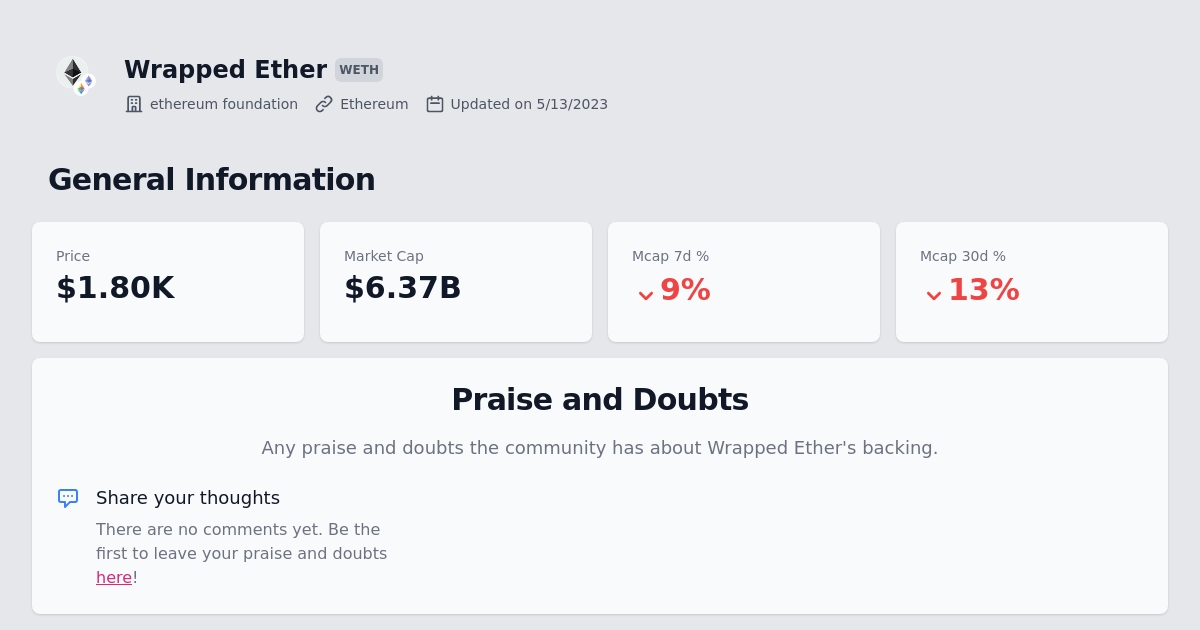 Wrapped Ether WETH
ethereum foundation Ethereum Updated on 5/13/2023
General Information
Price
$1.80K
Market Cap
$6.37B
Mcap 7d %
9%
Mcap 30d %
13%
Praise and Doubts
Any praise and doubts the community has about Wrapped Ether's backing.
Share your thoughts
There are no comments yet. Be the
first to leave your praise and doubts
here!